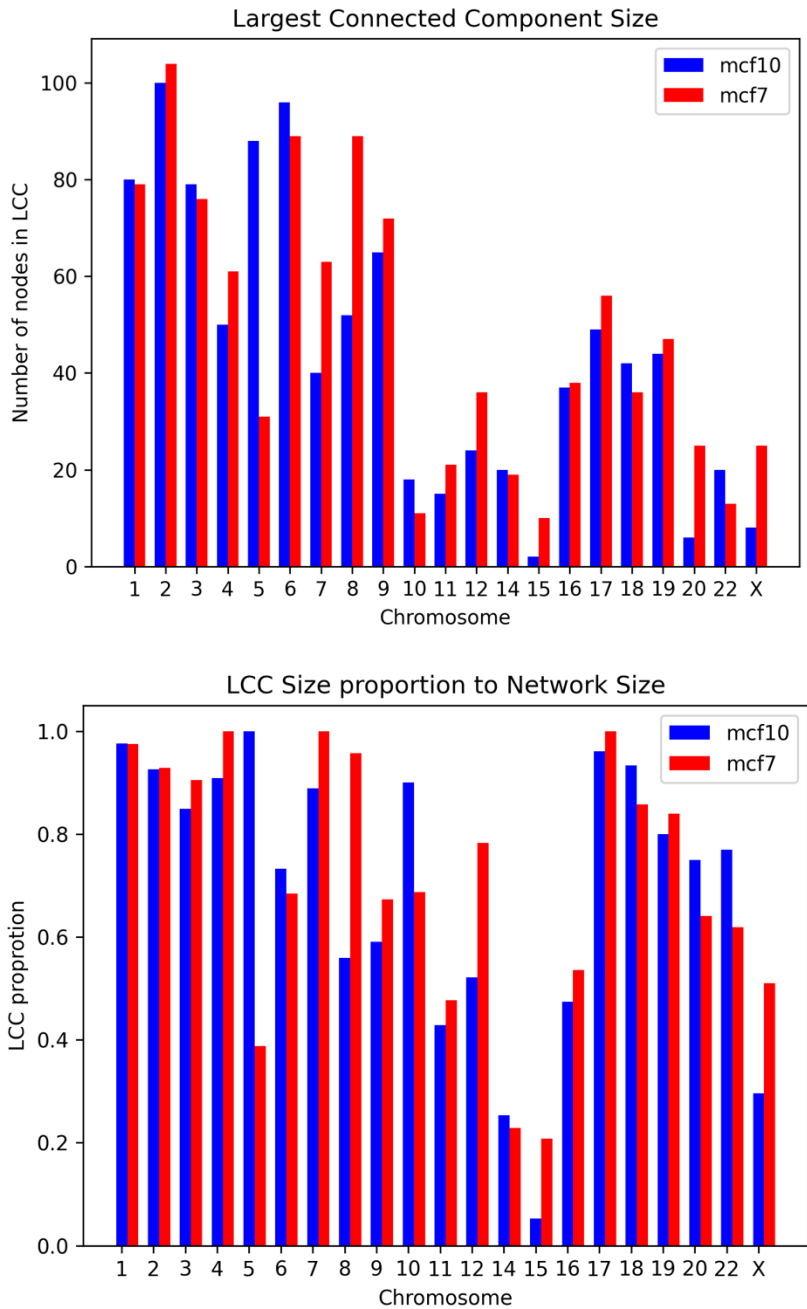 Largest Connected Component Size
mcf10
mcf7
Number of nodes in LCC
100
80
60
40
20
0
1 2 3 4 5 6 7 8 9 10 11 12 14 15 16 17 18 19 20 22 X
Chromosome
LCC Size proportion to Network Size
mcf10
mcf7
LCC proprotion
1.0
0.8
0.6
0.4
0.2
0.0
1 2 3 4 5 6 7 8 9 10 11 12 14 15 16 17 18 19 20 22 X
Chromosome